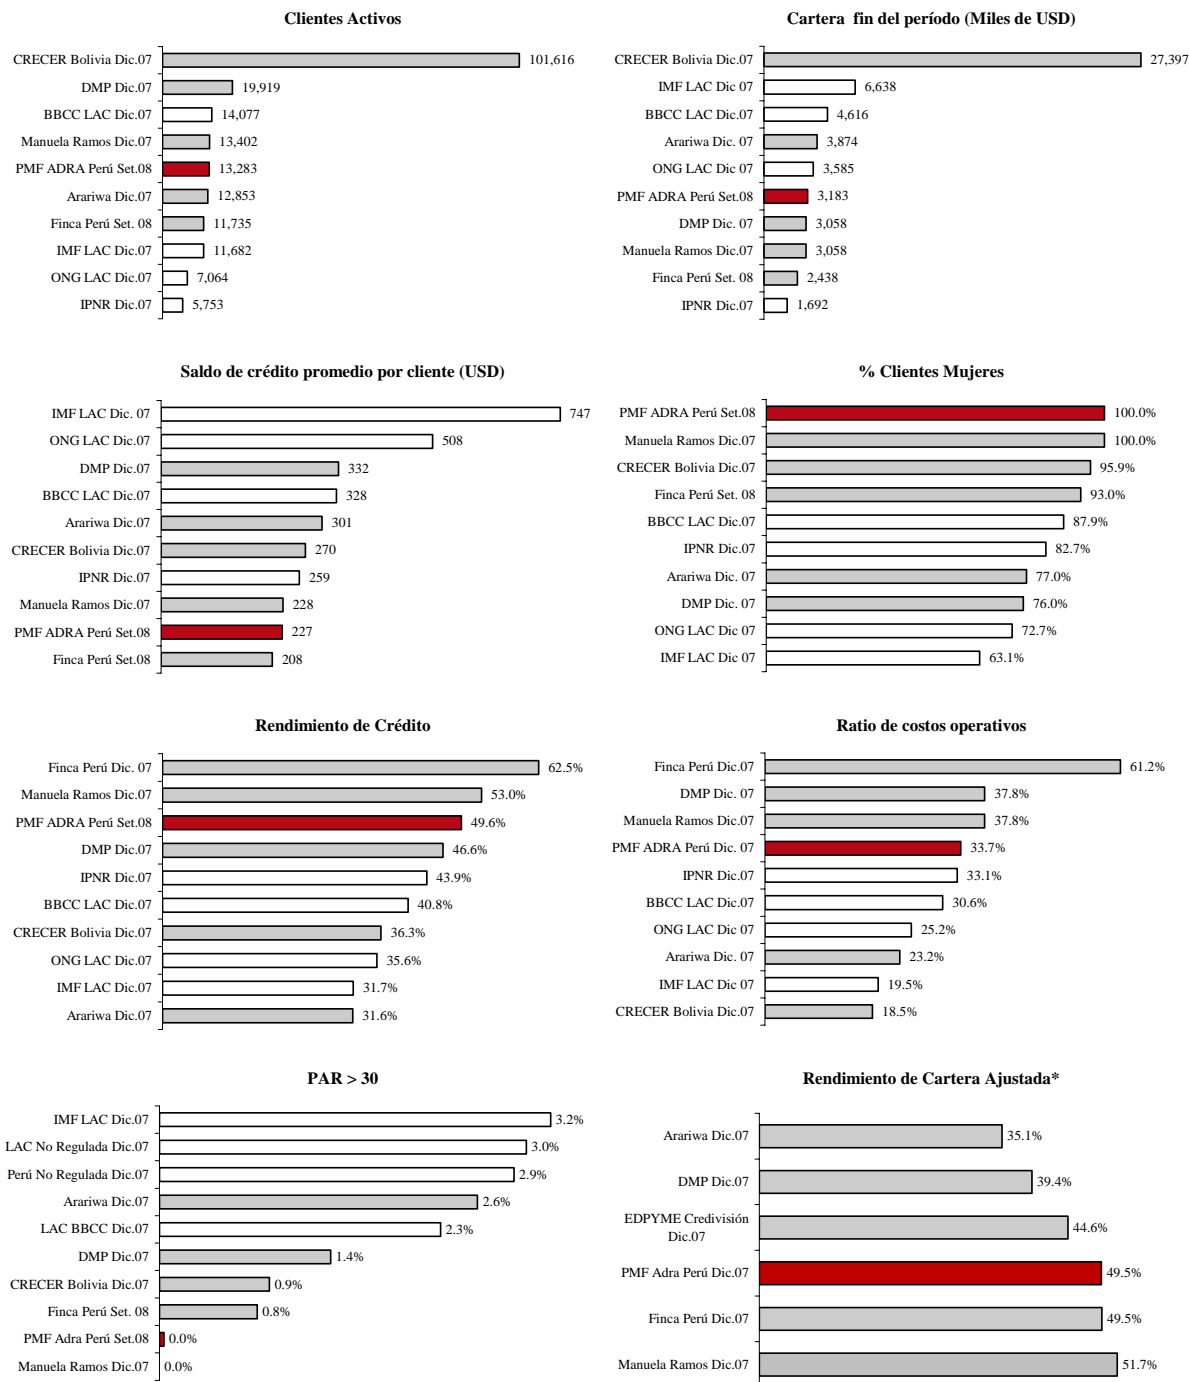 Clientes Activos
CRECER Bolivia Dic.07 101,616
DMP Dic.07 19,919
BBCC LAC Dic.07 14,077
Manuela Ramos Dic.07 13,402
PMF ADRA Perú Set.08 13,283
Arariwa Dic.07 12,853
Finca Perú Set. 08 11,735
IMF LAC Dic.07 11,682
ONG LAC Dic.07 7,064
IPNR Dic.07 5,753
Cartera fin del período (Miles de USD)
CRECER Bolivia Dic.07 27,397
IMF LAC Dic 07 6,638
BBCC LAC Dic.07 4,616
Arariwa Dic.07 3,874
ONG LAC Dic 07 3,585
PMF ADRA Perú Set.08 3,183
DMP Dic. 07 3,058
Manuela Ramos Dic.07 3,058
Finca Perú Set. 08 2,438
IPNR Dic.07 1,692
Saldo de crédito promedio por cliente (USD)
IMF LAC Dic. 07 747
ONG LAC Dic.07 508
DMP Dic.07 332
BBCC LAC Dic.07 328
Arariwa Dic.07 301
CRECER Bolivia Dic.07 270
IPNR Dic.07 259
Manuela Ramos Dic.07 228
PMF ADRA Perú Set.08 227
Finca Perú Set.08 208
% Clientes Mujeres
PMF ADRA Perú Set.08 100.0%
Manuela Ramos Dic.07 100.0%
CRECER Bolivia Dic.07 95.9%
Finca Perú Set. 08 93.0%
BBCC LAC Dic.07 87.9%
IPNR Dic.07 82.7%
Arariwa Dic. 07 77.0%
DMP Dic. 07 76.0%
ONG LAC Dic 07 72.7%
IMF LAC Dic 07 63.1%
Rendimiento de Crédito
Finca Perú Dic. 07 62.5%
Manuela Ramos Dic.07 53.0%
PMF ADRA Perú Set.08 49.6%
DMP Dic.07 46.6%
IPNR Dic.07 43.9%
BBCC LAC Dic.07 40.8%
CRECER Bolivia Dic.07 36.3%
ONG LAC Dic.07 35.6%
IMF LAC Dic.07 31.7%
Arariwa Dic.07 31.6%
Ratio de costos operativos
Finca Perú Dic.07 61.2%
DMP Dic. 07 37.8%
Manuela Ramos Dic.07 37.8%
PMF ADRA Perú Dic. 07 33.7%
IPNR Dic.07 33.1%
BBCC LAC Dic.07 30.6%
ONG LAC Dic 07 25.2%
Arariwa Dic. 07 23.2%
IMF LAC Dic 07 19.5%
CRECER Bolivia Dic.07 18.5%
PAR > 30
IMF LAC Dic.07 3.2%
LAC No Regulada Dic.07 3.0%
Perú No Regulada Dic.07 2.9%
Arariwa Dic.07 2.6%
LAC BBCC Dic.07 2.3%
DMP Dic.07 1.4%
CRECER Bolivia Dic.07 0.9%
Finca Perú Set. 08 0.8%
PMF Adra Perú Set.08 0.0%
Manuela Ramos Dic.07 0.0%
Rendimiento de Cartera Ajustada*
Arariwa Dic.07 35.1%
DMP Dic.07 39.4%
EDPYME Credivisión
Dic.07 44.6%
PMF Adra Perú Dic.07 49.5%
Finca Perú Dic.07 49.5%
Manuela Ramos Dic.07 51.7%